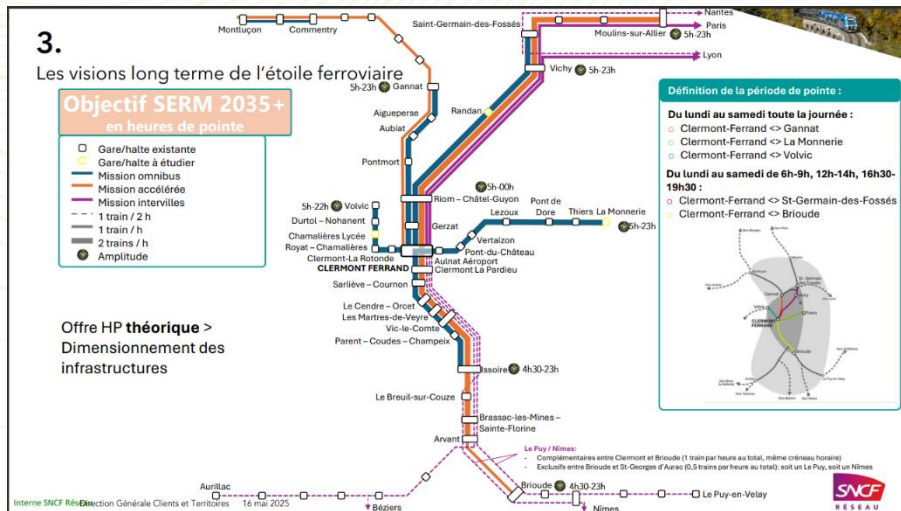 3.
Les visions long terme de l'étoile ferroviaire
Objectif SERM 2035+
en heures de pointe
Gare/halte existante
Gare/halte à étudier
Mission omnibus
Mission accélérée
Mission intervilles
1 train / 2 h
1 train / h
2 trains / h
Amplitude
Offre HP théorique >
Dimensionnement des
infrastructures
Montluçon
Commentry
5h-23h
Gannat
Aigueperse
Aubiat
Pontmort
Saint-Germain-des-Fossés
Nantes
Paris
Moulins-sur-Allier
5h-23h
Lyon
Vichy
5h-23h
Randan
5h-00h
Riom – Châtel-Guyon
Gerzat
5h-22h
Volvic
Durtol – Nohanent
Chamalières Lycée
Royat – Chamalières
Clermont-La Rotonde
CLERMONT FERRAND
Lezoux
Pont de
Dore
Thiers
La Monnerie
5h-23h
Vertaizon
Pont-du-Château
Aulnat Aéroport
Clermont La Pardieu
Sarliève – Cournon
Le Cendre – Orcet
Les Martres-de-Veyre
Vic-le-Comte
Parent – Coudes – Champeix
Issoire
4h30-23h
Le Breuil-sur-Couze
Brassac-les-Mines –
Sainte-Florine
Arvant
Le Puy / Nîmes :
- Complémentaires entre Clermont et Brioude (1 train par heure au total, même créneau horaire)
- Exclusifs entre Brioude et St-Georges d'Aurac (0,5 trains par heure au total): soit un Le Puy, soit un Nîmes
Brioude
4h30-23h
Aurillac
Béziers
Nîmes
Le Puy-en-Velay
Définition de la période de pointe :
Du lundi au samedi toute la journée :
Clermont-Ferrand <> Gannat
Clermont-Ferrand <> La Monnerie
Clermont-Ferrand <> Volvic
Du lundi au samedi de 6h-9h, 12h-14h, 16h30-
19h30 :
Clermont-Ferrand <> St-Germain-des-Fossés
Clermont-Ferrand <> Brioude
CLERMONT
FERRAND
Brioude
Interne SNCF Réseau
Direction Générale Clients et Territoires
16 mai 2025
SNCF
RÉSEAU